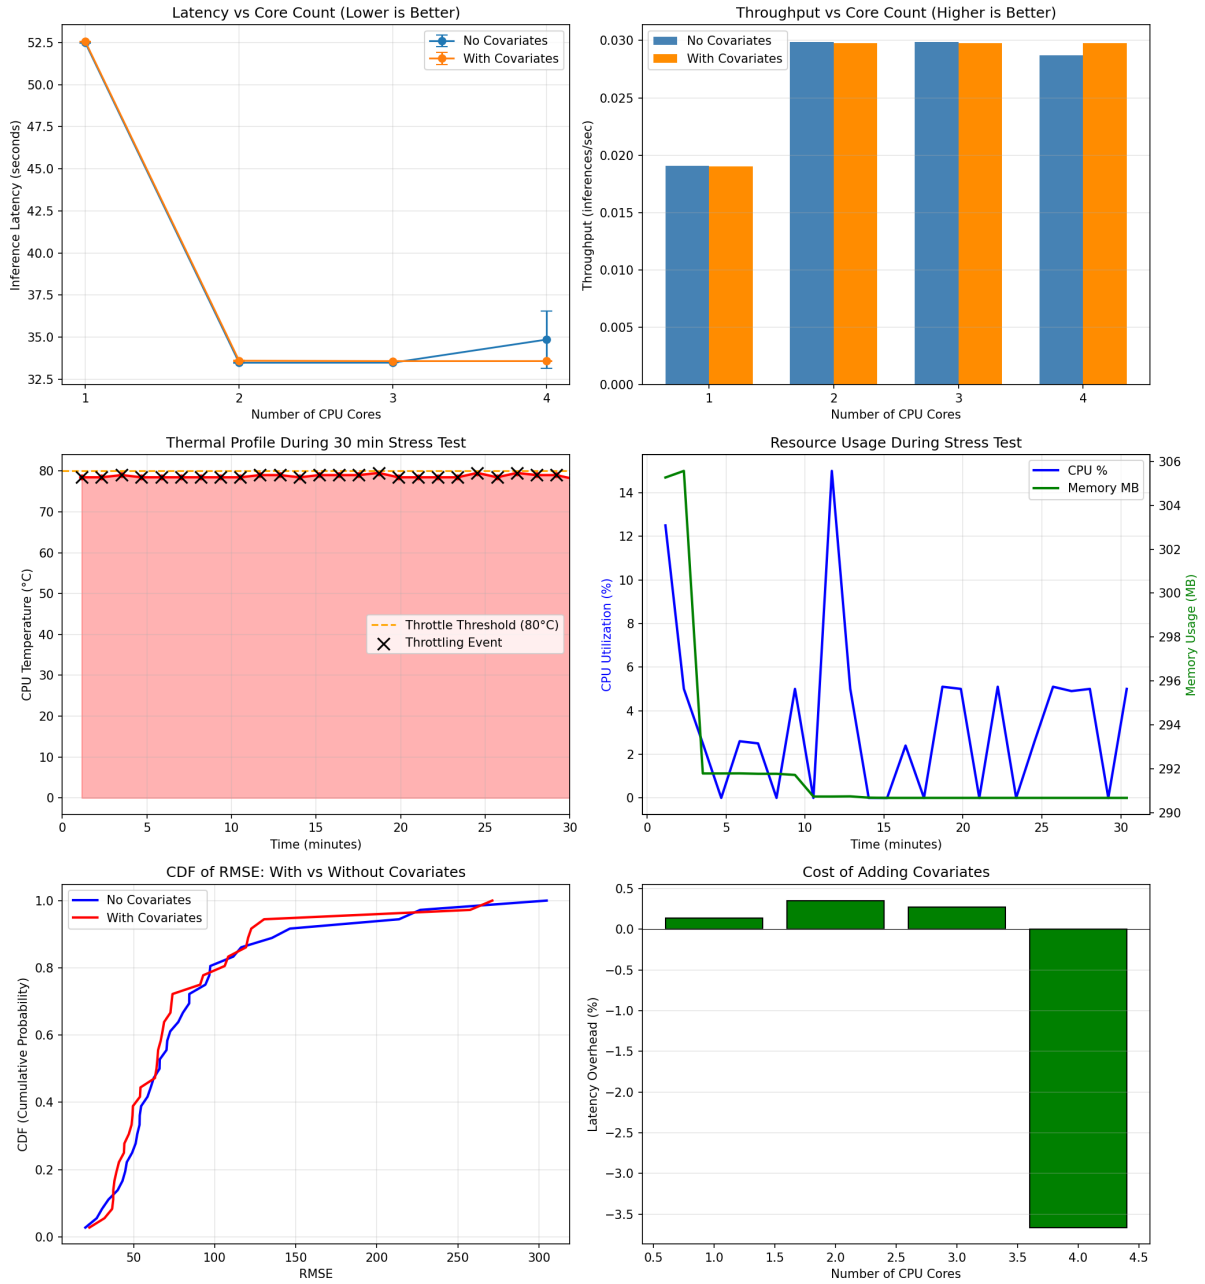 Latency vs Core Count (Lower is Better)
Inference Latency (seconds)
52.5
50.0
47.5
45.0
42.5
40.0
37.5
35.0
32.5
No Covariates
With Covariates
1 2 3 4
Number of CPU Cores
Throughput vs Core Count (Higher is Better)
Throughput (inferences/sec)
0.030
0.025
0.020
0.015
0.010
0.005
0.000
No Covariates
With Covariates
1 2 3 4
Number of CPU Cores
Thermal Profile During 30 min Stress Test
CPU Temperature (°C)
80
70
60
50
40
30
20
10
0
Throttle Threshold (80°C)
Throttling Event
0 5 10 15 20 25 30
Time (minutes)
Resource Usage During Stress Test
CPU Utilization (%)
14
12
10
8
6
4
2
0
CPU %
Memory MB
306
304
302
300
298
296
294
292
290
Memory Usage (MB)
0 5 10 15 20 25 30
Time (minutes)
CDF of RMSE: With vs Without Covariates
CDF (Cumulative Probability)
1.0
0.8
0.6
0.4
0.2
0.0
No Covariates
With Covariates
50 100 150 200 250 300
RMSE
Cost of Adding Covariates
Latency Overhead (%)
0.5
0.0
−0.5
−1.0
−1.5
−2.0
−2.5
−3.0
−3.5
0.5 1.0 1.5 2.0 2.5 3.0 3.5 4.0 4.5
Number of CPU Cores